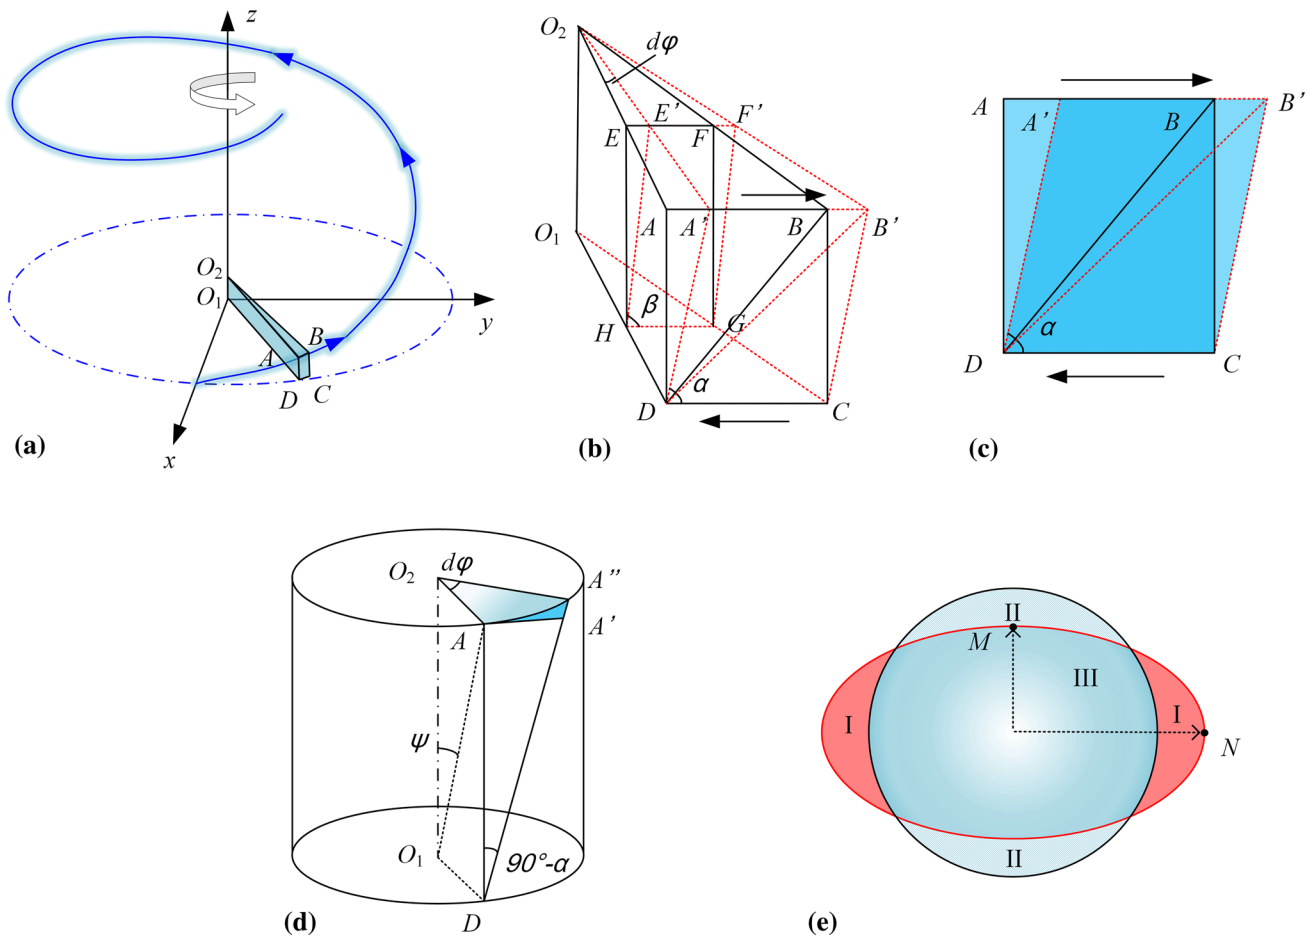 z
O₂
O₁
y
B
A
C
D
x
(a)
O₂
dφ
E'
F'
E
F
A
A'
B
B'
O₁
β
H
G
α
D
C
(b)
A
A'
B
B'
α
D
C
(c)
dφ
O₂
A″
A'
A
ψ
O₁
90°-α
D
(d)
II
M
III
I
I
N
II
(e)